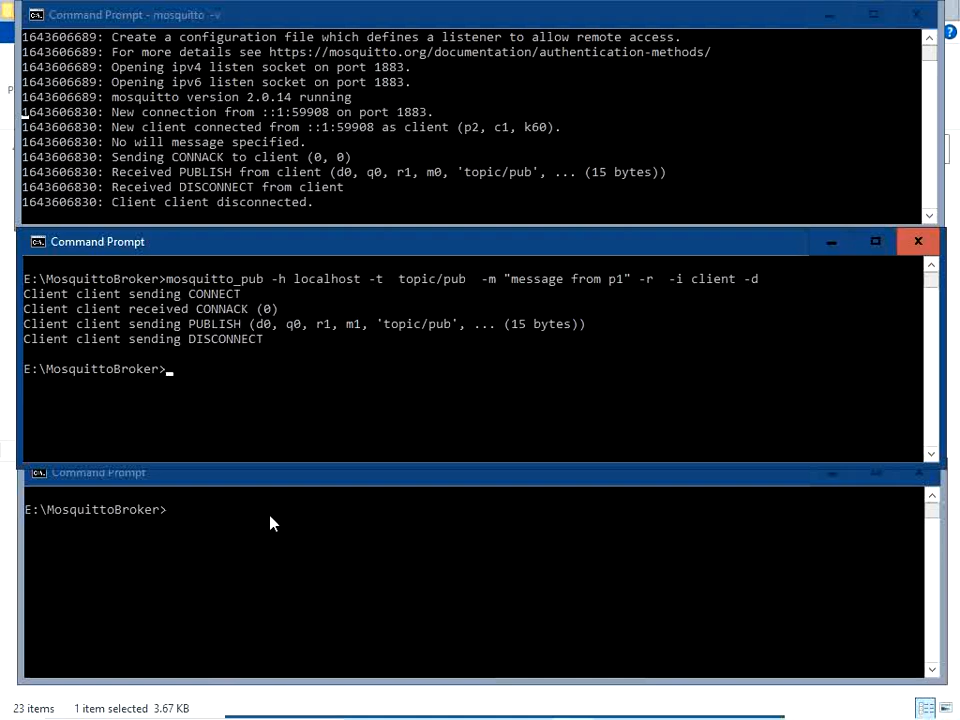 Command Prompt - mosquitto -v
1643606689: Create a configuration file which defines a listener to allow remote access.
1643606689: For more details see https://mosquitto.org/documentation/authentication-methods/
1643606689: Opening ipv4 listen socket on port 1883.
1643606689: Opening ipv6 listen socket on port 1883.
1643606689: mosquitto version 2.0.14 running
1643606830: New connection from ::1:59908 on port 1883.
1643606830: New client connected from ::1:59908 as client (p2, c1, k60).
1643606830: No will message specified.
1643606830: Sending CONNACK to client (0, 0)
1643606830: Received PUBLISH from client (d0, q0, r1, m0, 'topic/pub', ... (15 bytes))
1643606830: Received DISCONNECT from client
1643606830: Client client disconnected.
Command Prompt
E:\MosquittoBroker>mosquitto_pub -h localhost -t  topic/pub  -m "message from p1" -r  -i client -d
Client client sending CONNECT
Client client received CONNACK (0)
Client client sending PUBLISH (d0, q0, r1, m1, 'topic/pub', ... (15 bytes))
Client client sending DISCONNECT
E:\MosquittoBroker>
Command Prompt
E:\MosquittoBroker>
23 items 1 item selected 3.67 KB